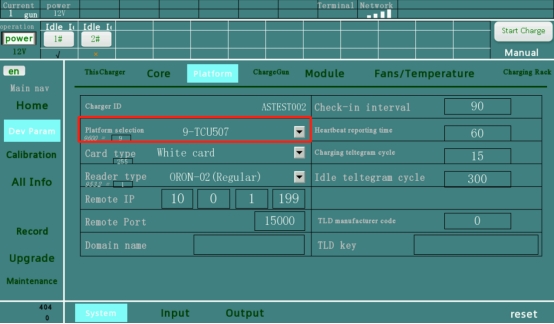 Current power Terminal Network
1 gun 12V
operation Idle Idle
power 1# 2# Start Charge
12V Manual
en ThisCharger Core Platform ChargeGun Module Fans/Temperature Charging Rack
Main nav
Home Charger ID ASTEST002 Check-in interval 90
Dev Param Platform selection 9-TCU507 Heartbeat reporting time 60
9
Calibration Card type White card Charging teltegram cycle 15
255
All Info Reader type ORON-02(Regular) Idle teltegram cycle 300
1
Remote IP 10 0 1 199
Record Remote Port 15000 TLD manufacturer code 0
Upgrade Domain name TLD key
Maintenance
404
0 System Input Output reset